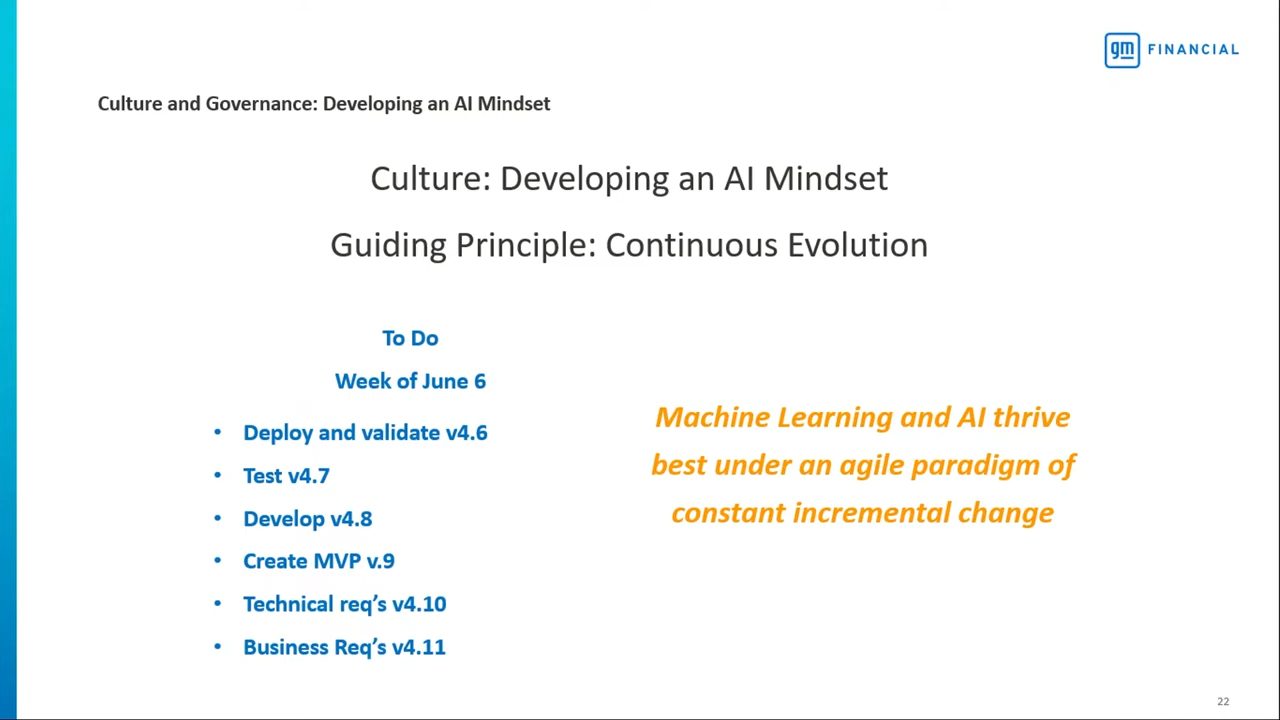 gm FINANCIAL
Culture and Governance: Developing an AI Mindset
Culture: Developing an AI Mindset
Guiding Principle: Continuous Evolution
To Do
Week of June 6
• Deploy and validate v4.6
• Test v4.7
• Develop v4.8
• Create MVP v.9
• Technical req’s v4.10
• Business Req’s v4.11
Machine Learning and AI thrive
best under an agile paradigm of
constant incremental change
22